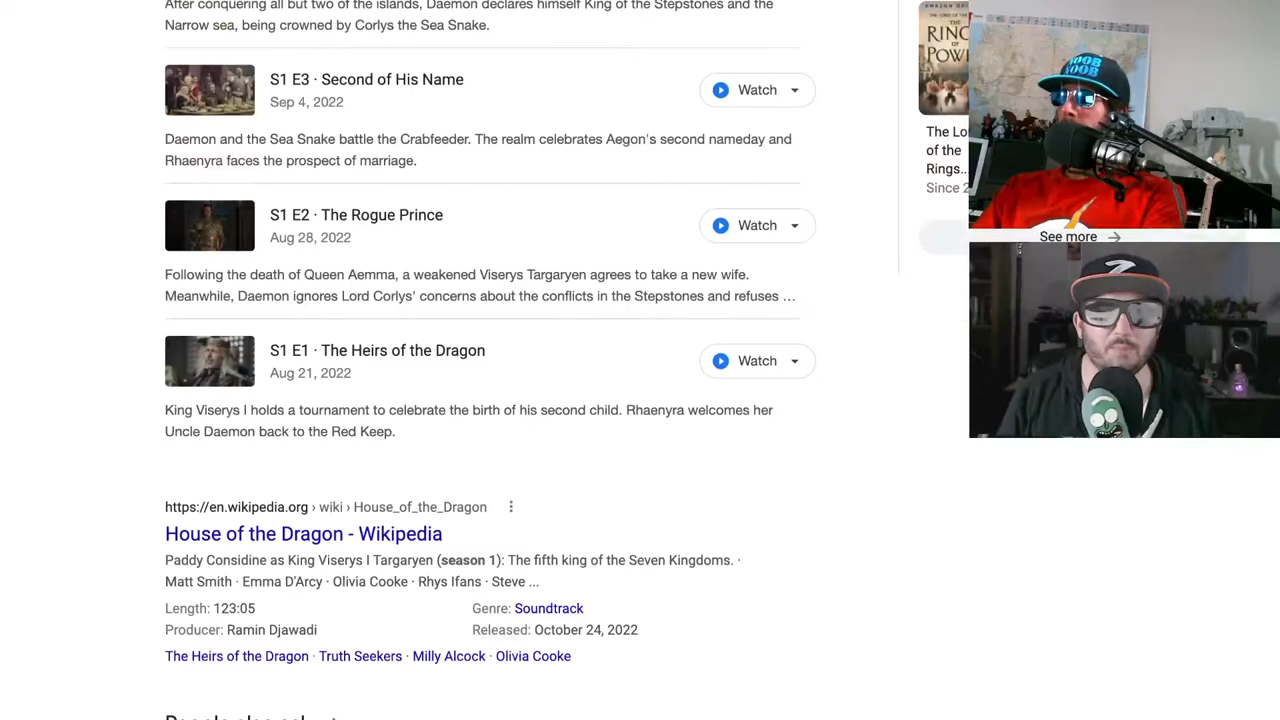 After conquering all but two of the islands, Daemon declares himself King of the Stepstones and the
Narrow sea, being crowned by Corlys the Sea Snake.
S1 E3 · Second of His Name
Sep 4, 2022
Watch
Daemon and the Sea Snake battle the Crabfeeder. The realm celebrates Aegon's second nameday and
Rhaenyra faces the prospect of marriage.
S1 E2 · The Rogue Prince
Aug 28, 2022
Watch
Following the death of Queen Aemma, a weakened Viserys Targaryen agrees to take a new wife.
Meanwhile, Daemon ignores Lord Corlys' concerns about the conflicts in the Stepstones and refuses ...
S1 E1 · The Heirs of the Dragon
Aug 21, 2022
Watch
King Viserys I holds a tournament to celebrate the birth of his second child. Rhaenyra welcomes her
Uncle Daemon back to the Red Keep.
https://en.wikipedia.org › wiki › House_of_the_Dragon
House of the Dragon - Wikipedia
Paddy Considine as King Viserys I Targaryen (season 1): The fifth king of the Seven Kingdoms. ·
Matt Smith · Emma D'Arcy · Olivia Cooke · Rhys Ifans · Steve ...
Length: 123:05
Genre: Soundtrack
Producer: Ramin Djawadi
Released: October 24, 2022
The Heirs of the Dragon · Truth Seekers · Milly Alcock · Olivia Cooke
THE
RIN
OF
POW
The Lo
of the
Rings...
Since 2
See more
NOOB
NOOB